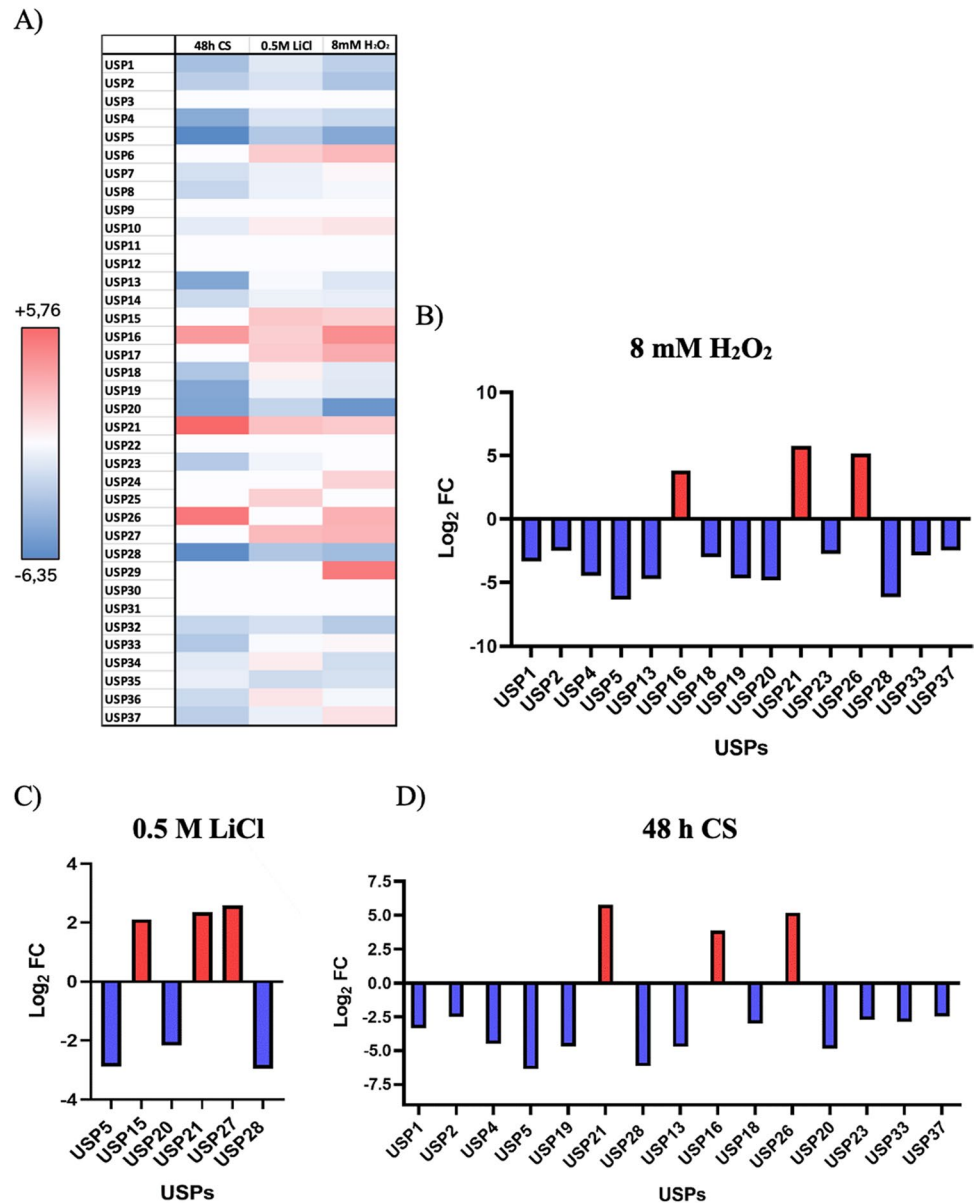 A)
48h CS 0.5M LiCl 8mM H₂O₂
USP1
USP2
USP3
USP4
USP5
USP6
USP7
USP8
USP9
USP10
USP11
USP12
USP13
USP14
USP15
USP16
USP17
USP18
USP19
USP20
USP21
USP22
USP23
USP24
USP25
USP26
USP27
USP28
USP29
USP30
USP31
USP32
USP33
USP34
USP35
USP36
USP37
+5,76
-6,35
B)
8 mM H₂O₂
Log₂ FC
10
5
0
-5
-10
USP1 USP2 USP4 USP5 USP13 USP16 USP18 USP19 USP20 USP21 USP23 USP26 USP28 USP33 USP37
USPs
C)
0.5 M LiCl
Log₂ FC
4
2
0
-2
-4
USP5 USP15 USP20 USP21 USP27 USP28
USPs
D)
48 h CS
Log₂ FC
7.5
5.0
2.5
0.0
-2.5
-5.0
-7.5
USP1 USP2 USP4 USP5 USP19 USP21 USP28 USP13 USP16 USP18 USP26 USP20 USP23 USP33 USP37
USPs